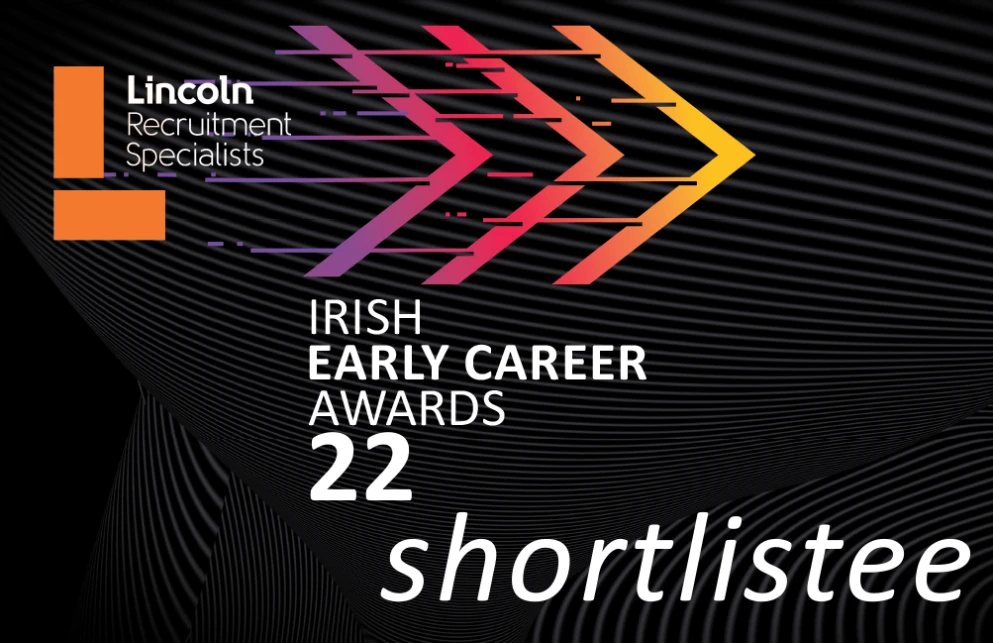 Lincoln
Recruitment
Specialists
IRISH
EARLY CAREER
AWARDS
22
shortlistee